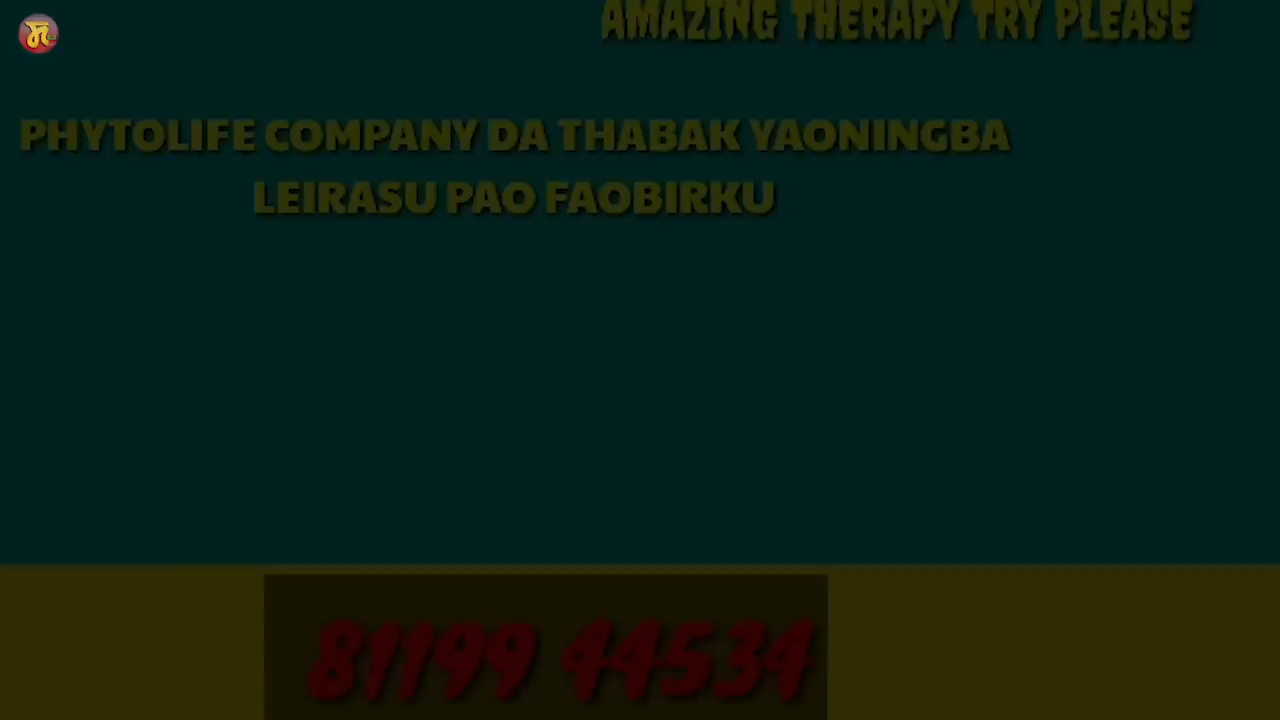 AMAZING THERAPY TRY PLEASE
PHYTOLIFE COMPANY DA THABAK YAONINGBA
LEIRASU PAO FAOBIRKU
81199 44534